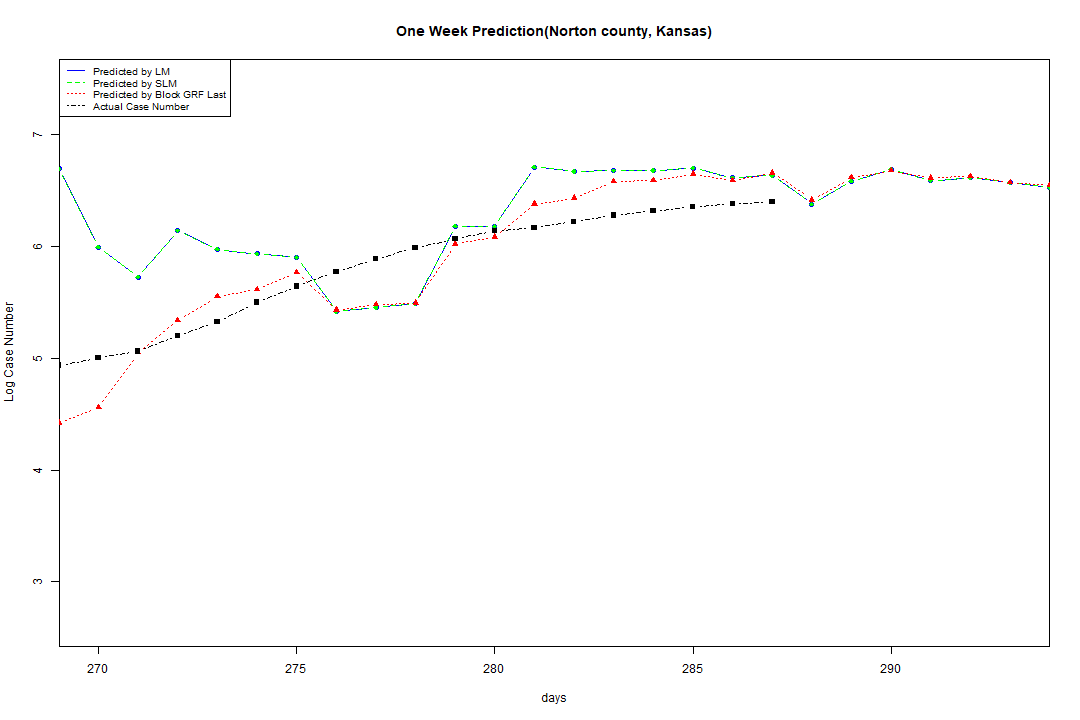 One Week Prediction(Norton county, Kansas)
Predicted by LM
Predicted by SLM
Predicted by Block GRF Last
Actual Case Number
7
6
5
4
3
Log Case Number
270 275 280 285 290
days